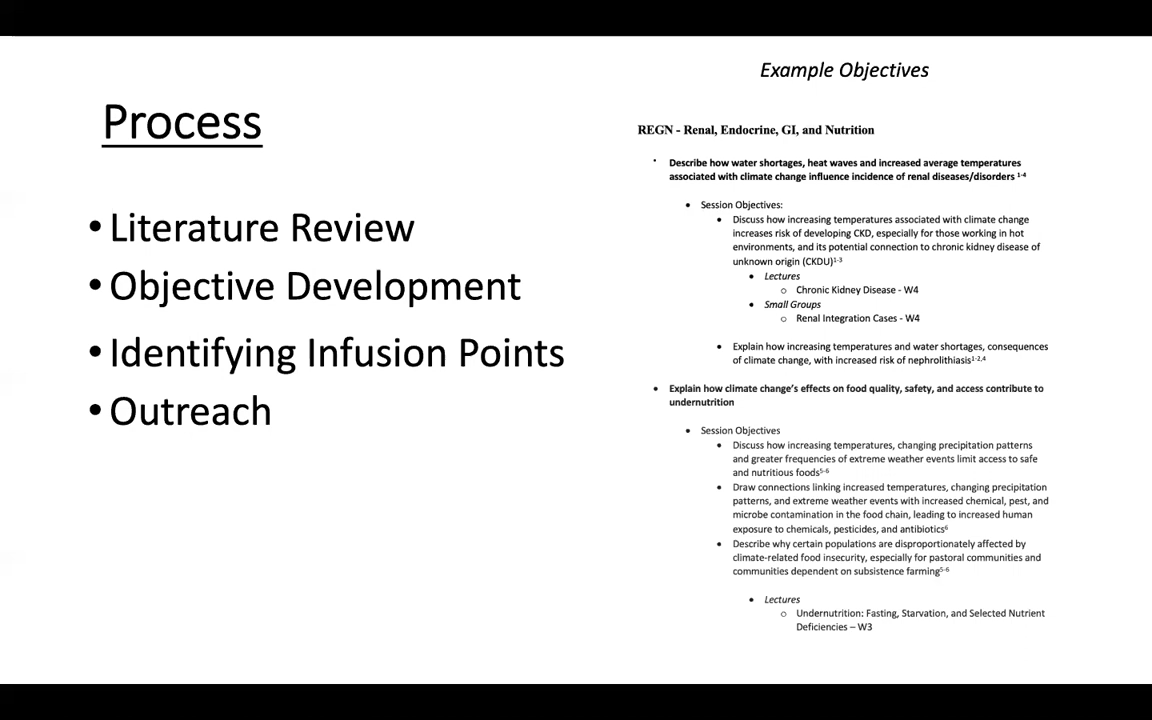 Process
• Literature Review
• Objective Development
• Identifying Infusion Points
• Outreach
Example Objectives
REGN - Renal, Endocrine, GI, and Nutrition
• Describe how water shortages, heat waves and increased average temperatures
associated with climate change influence incidence of renal diseases/disorders 1-4
• Session Objectives:
• Discuss how increasing temperatures associated with climate change
increases risk of developing CKD, especially for those working in hot
environments, and its potential connection to chronic kidney disease of
unknown origin (CKDU)1-3
• Lectures
o Chronic Kidney Disease - W4
• Small Groups
o Renal Integration Cases - W4
• Explain how increasing temperatures and water shortages, consequences
of climate change, with increased risk of nephrolithiasis1-2,4
• Explain how climate change's effects on food quality, safety, and access contribute to
undernutrition
• Session Objectives
• Discuss how increasing temperatures, changing precipitation patterns
and greater frequencies of extreme weather events limit access to safe
and nutritious foods5-6
• Draw connections linking increased temperatures, changing precipitation
patterns, and extreme weather events with increased chemical, pest, and
microbe contamination in the food chain, leading to increased human
exposure to chemicals, pesticides, and antibiotics6
• Describe why certain populations are disproportionately affected by
climate-related food insecurity, especially for pastoral communities and
communities dependent on subsistence farming5-6
• Lectures
o Undernutrition: Fasting, Starvation, and Selected Nutrient
Deficiencies – W3